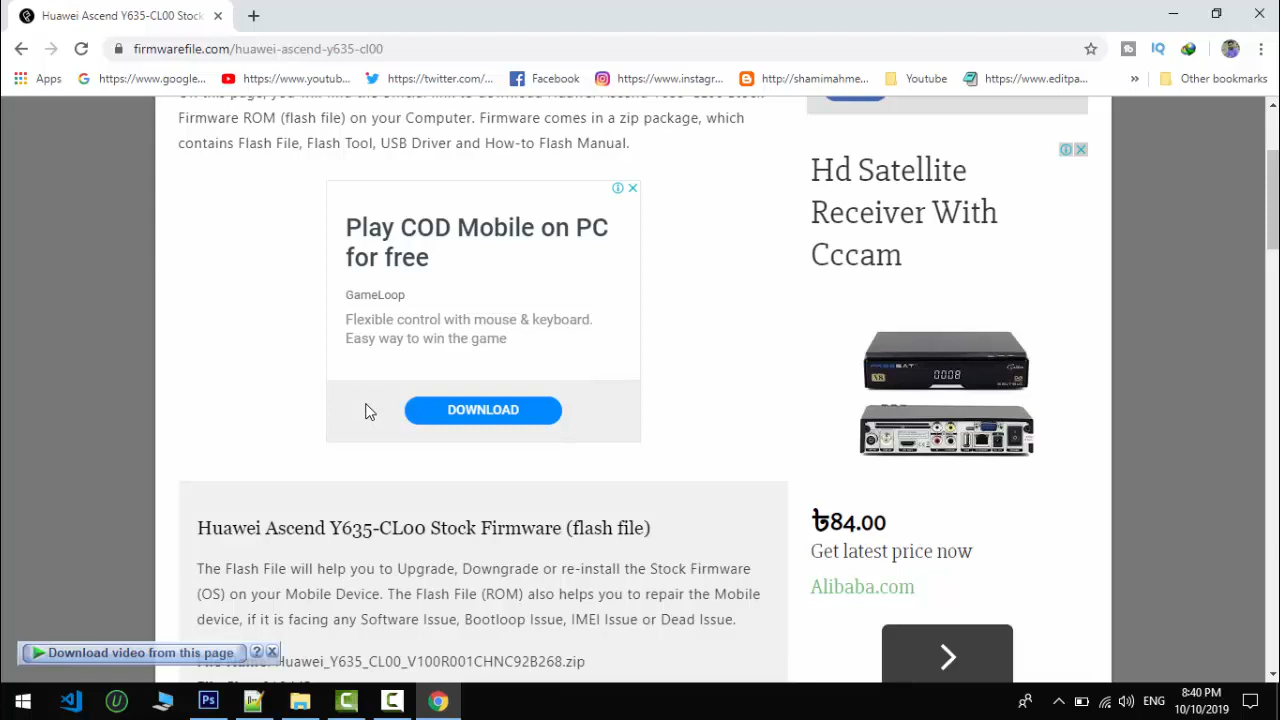 Huawei Ascend Y635-CL00 Stock
firmwarefile.com/huawei-ascend-y635-cl00
IQ
Apps
https://www.google...
https://www.youtub...
https://twitter.com/...
Facebook
https://www.instagr...
http://shamimahme...
Youtube
https://www.editpa...
»
Other bookmarks
Firmware ROM (flash file) on your Computer. Firmware comes in a zip package, which
contains Flash File, Flash Tool, USB Driver and How-to Flash Manual.
Play COD Mobile on PC
for free
GameLoop
Flexible control with mouse & keyboard.
Easy way to win the game
DOWNLOAD
Huawei Ascend Y635-CL00 Stock Firmware (flash file)
The Flash File will help you to Upgrade, Downgrade or re-install the Stock Firmware
(OS) on your Mobile Device. The Flash File (ROM) also helps you to repair the Mobile
device, if it is facing any Software Issue, Bootloop Issue, IMEI Issue or Dead Issue.
Huawei_Y635_CL00_V100R001CHNC92B268.zip
Download video from this page
Hd Satellite
Receiver With
Cccam
0008
৳84.00
Get latest price now
Alibaba.com
Ps
ENG
8:40 PM
10/10/2019